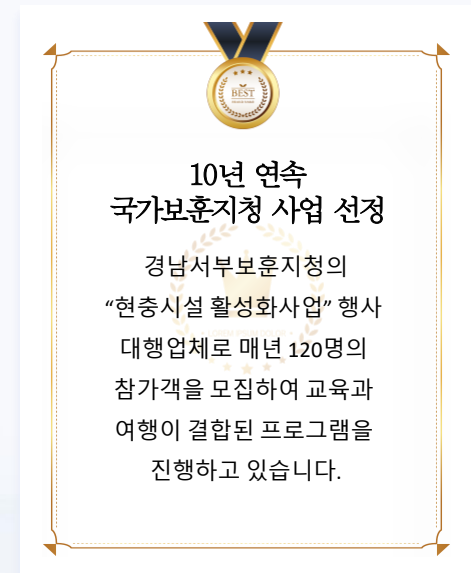 BEST
10년 연속
국가보훈지청 사업 선정
경남서부보훈지청의
“현충시설 활성화사업” 행사
• LOREM IPSUM DOLOR •
대행업체로 매년 120명의
참가객을 모집하여 교육과
여행이 결합된 프로그램을
진행하고 있습니다.